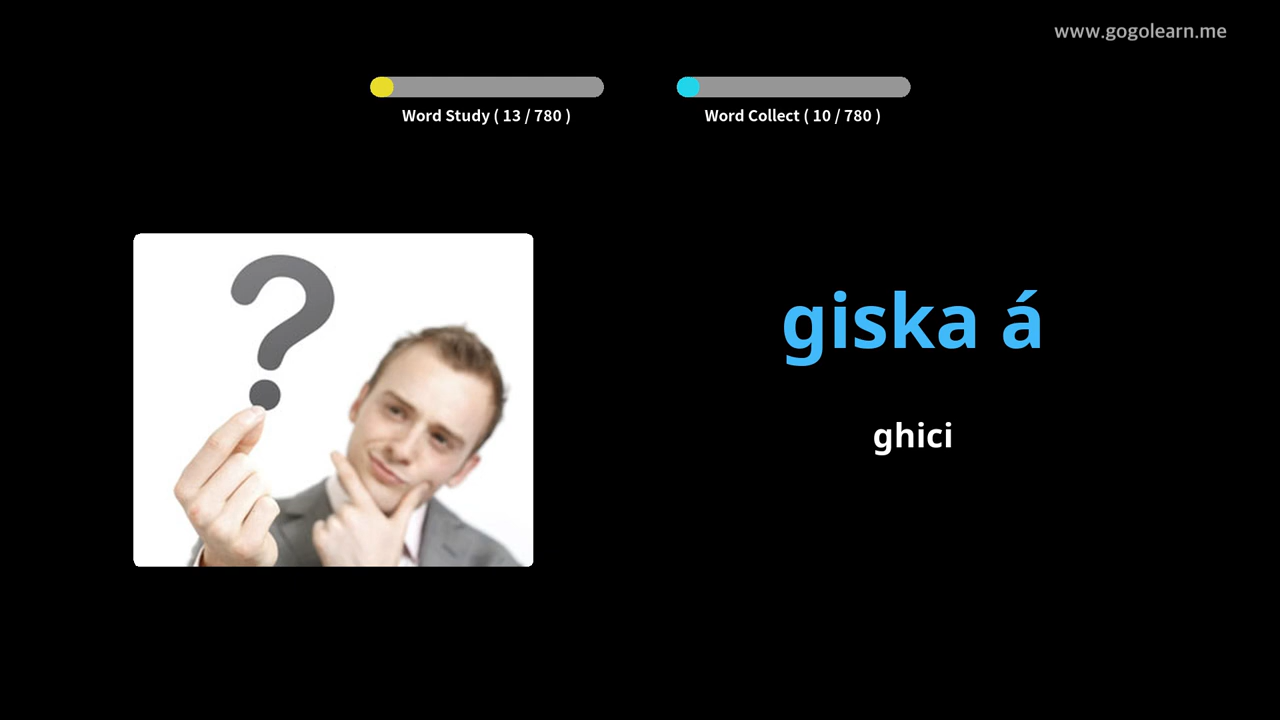 www.gogolearn.me
Word Study ( 13 / 780 )
Word Collect ( 10 / 780 )
?
giska á
ghici